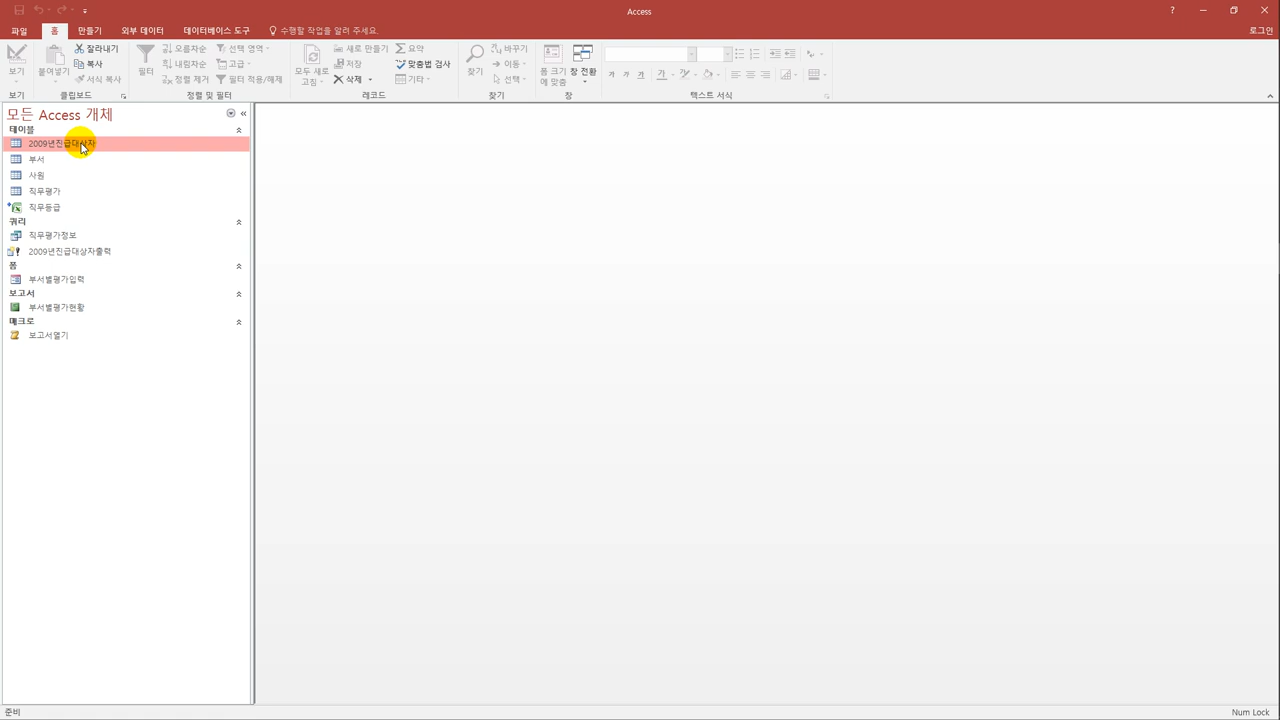 Access
?
파일 홈 만들기 외부 데이터 데이터베이스 도구 수행할 작업을 알려 주세요.
로그인
보기
보기
붙여넣기
잘라내기
복사
서식 복사
클립보드
필터
오름차순
내림차순
정렬 제거
선택 영역
고급
필터 적용/해제
정렬 및 필터
모두 새로
고침
새로 만들기
저장
삭제
요약
맞춤법 검사
기타
레코드
찾기
바꾸기
이동
선택
찾기
폼 크기
에 맞춤
창 전환
창
가 가 가 가
텍스트 서식
모든 Access 개체
테이블
2009년진급대상자
부서
사원
직무평가
직무등급
쿼리
직무평가정보
2009년진급대상자출력
폼
부서별평가입력
보고서
부서별평가현황
매크로
보고서열기
준비
Num Lock